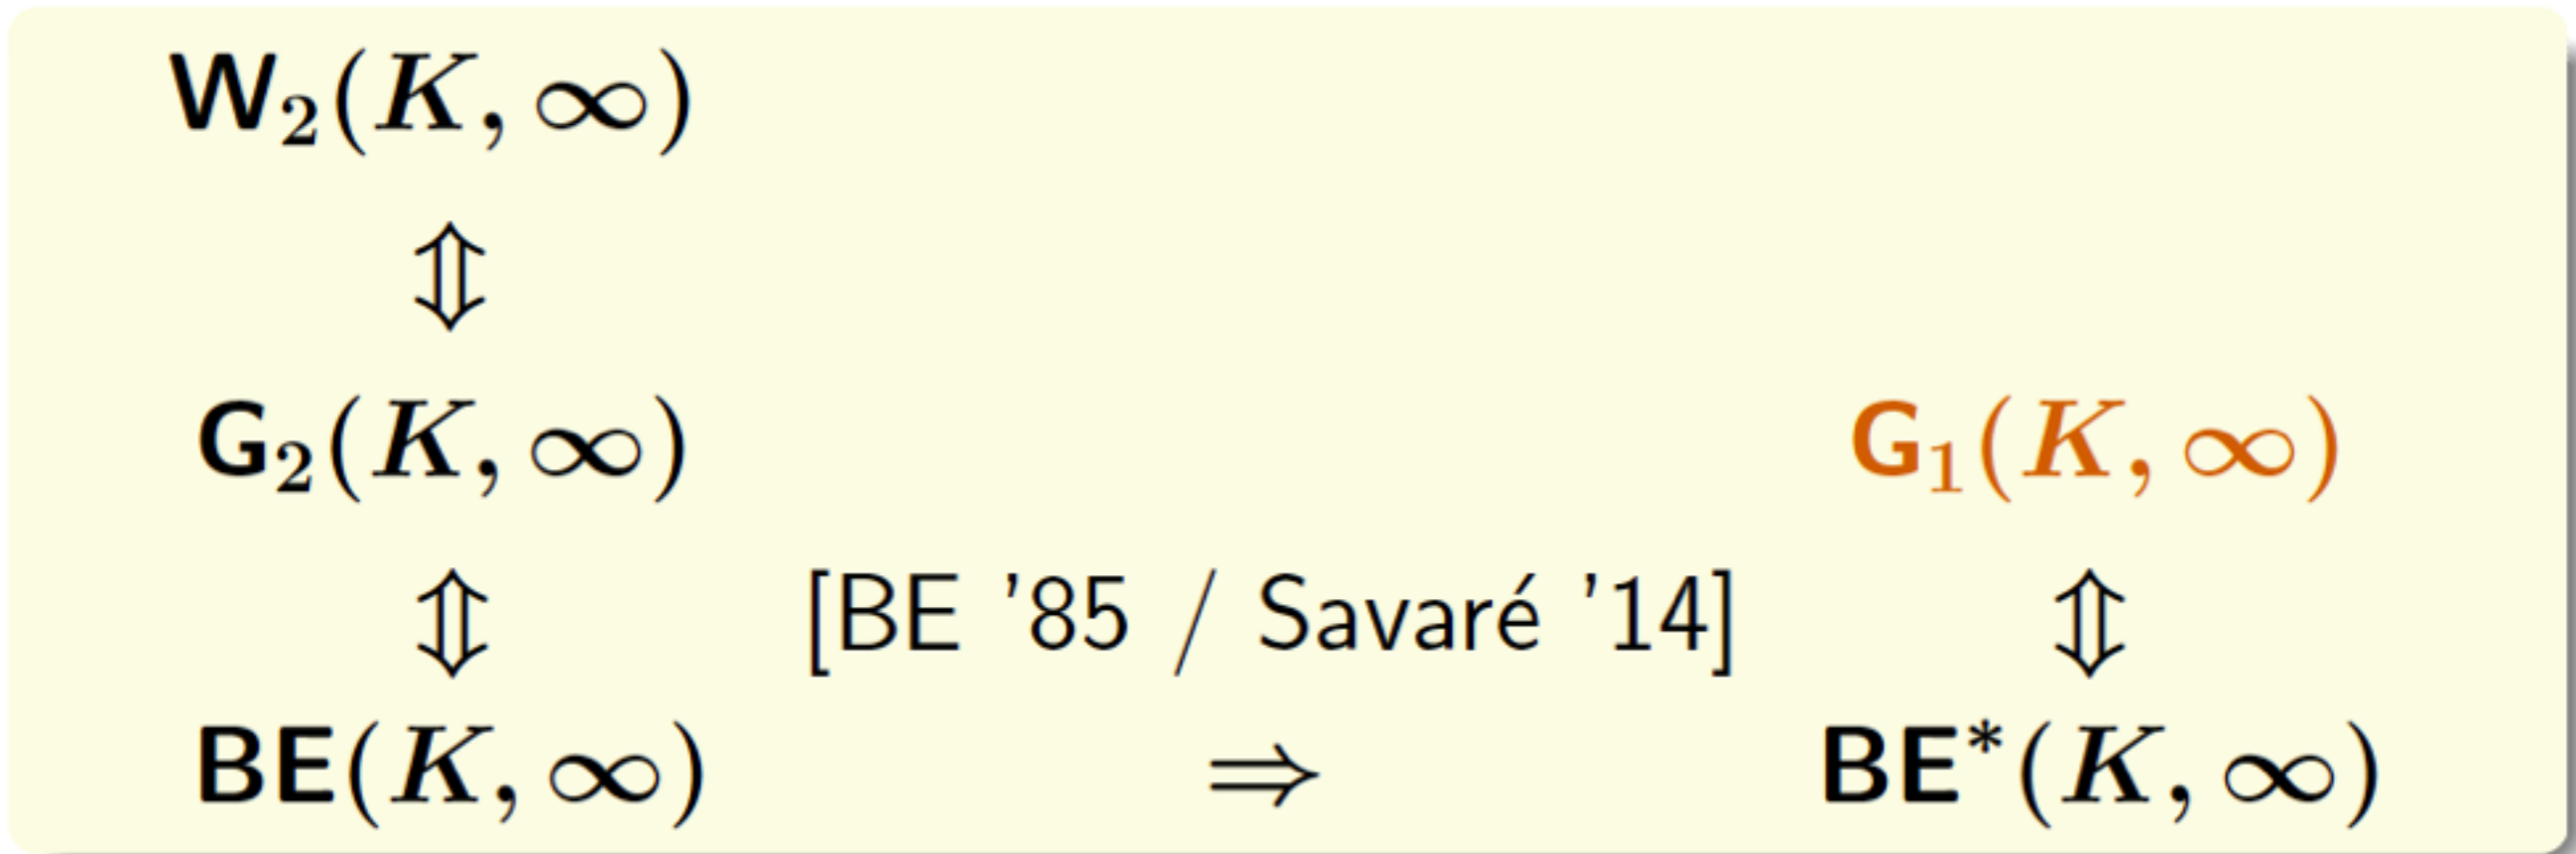 W₂(K, ∞)
⇕
G₂(K, ∞) G₁(K, ∞)
⇕ [BE ’85 / Savaré ’14] ⇕
BE(K, ∞) ⇒ BE*(K, ∞)